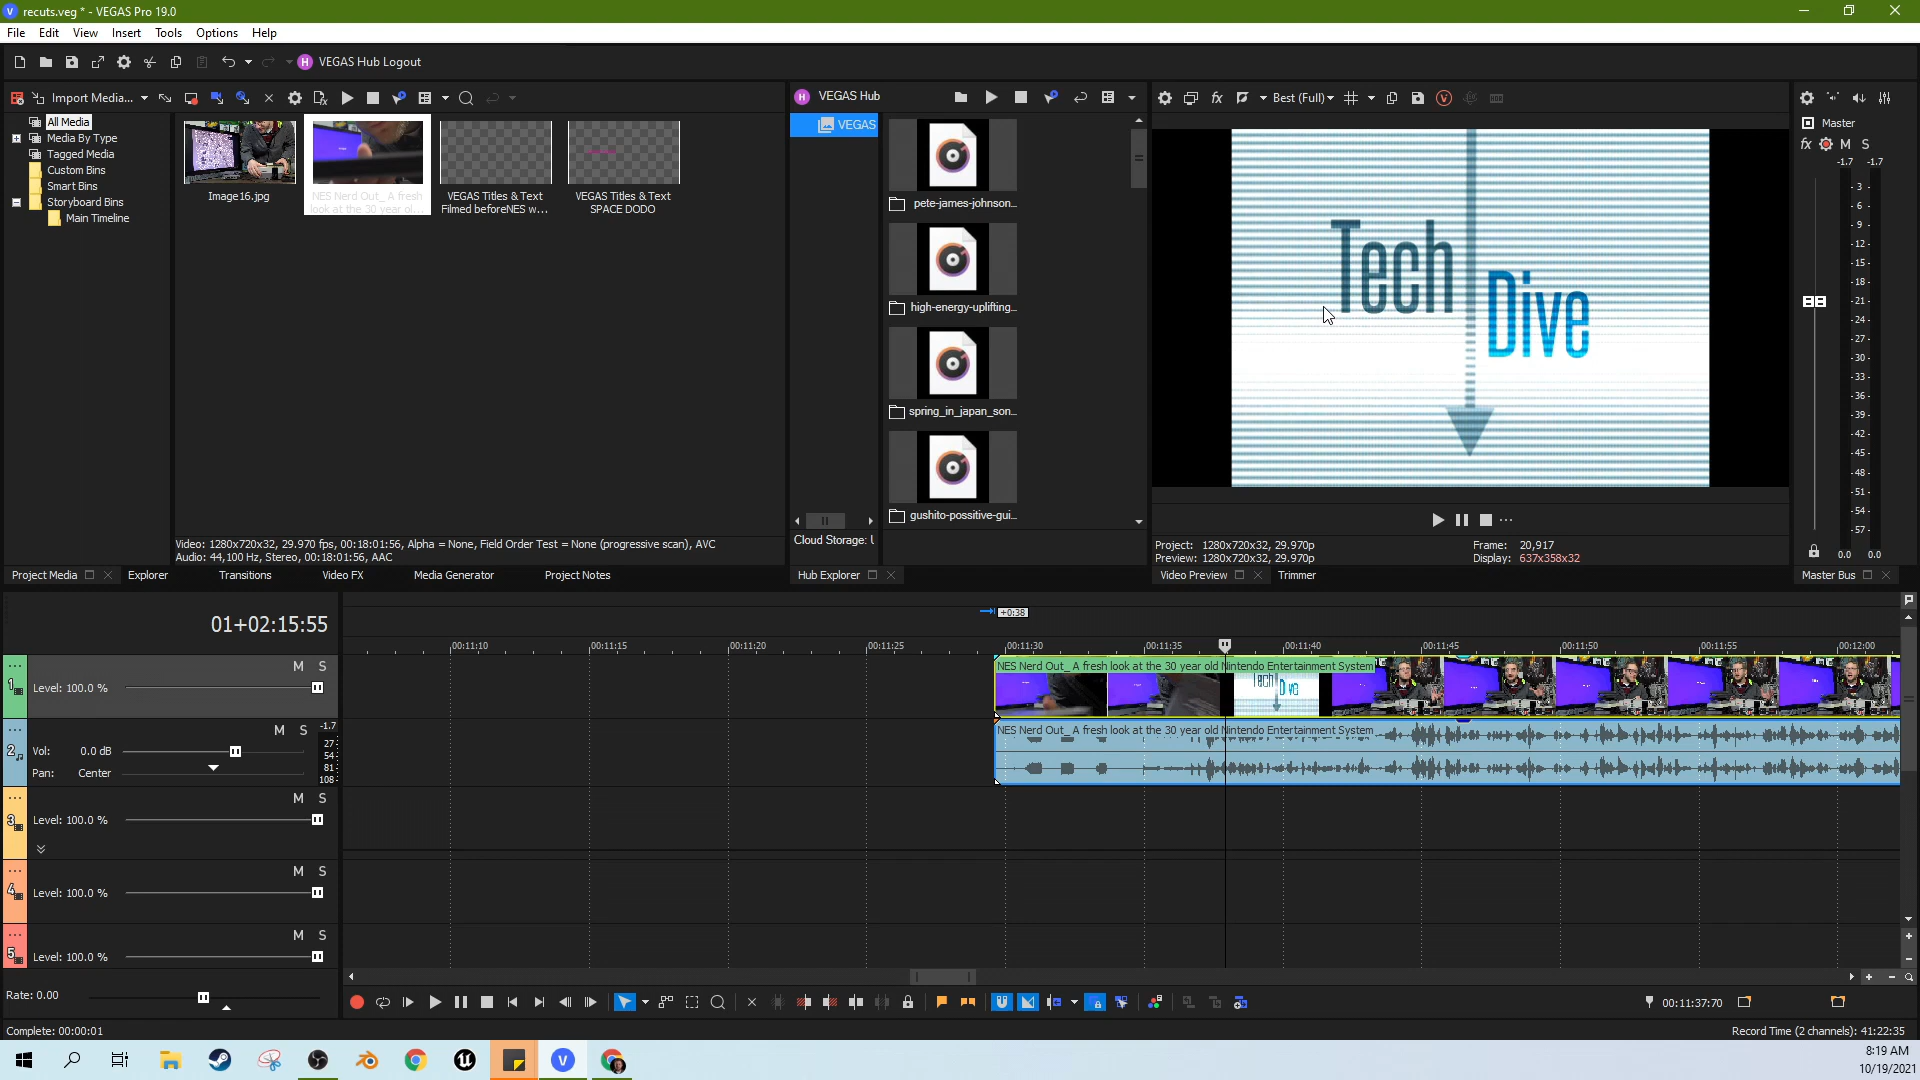 recuts.veg * - VEGAS Pro 19.0
File Edit View Insert Tools Options Help
VEGAS Hub Logout
Import Media...
All Media
Media By Type
Tagged Media
Custom Bins
Smart Bins
Storyboard Bins
Main Timeline
Image16.jpg
NES Nerd Out_ A fresh
look at the 30 year ol...
VEGAS Titles & Text
Filmed beforeNES w...
VEGAS Titles & Text
SPACE DODO
Video: 1280x720x32, 29.970 fps, 00:18:01:56, Alpha = None, Field Order Test = None (progressive scan), AVC
Audio: 44,100 Hz, Stereo, 00:18:01:56, AAC
Project Media Explorer Transitions Video FX Media Generator Project Notes
VEGAS Hub
VEGAS
pete-james-johnson...
high-energy-uplifting...
spring_in_japan_son...
gushito-possitive-gui...
Cloud Storage: U
Hub Explorer
fx Best (Full)
Tech
Dive
Project: 1280x720x32, 29.970p
Preview: 1280x720x32, 29.970p
Frame: 20,917
Display: 637x358x32
Video Preview Trimmer
Master
fx M S
-1.7 -1.7
3
6
9
12
15
18
21
24
27
30
33
36
39
42
45
48
51
54
57
0.0 0.0
Master Bus
01+02:15:55
+0:38
00:11:10 00:11:15 00:11:20 00:11:25 00:11:30 00:11:35 00:11:40 00:11:45 00:11:50 00:11:55 00:12:00
1 M S
Level: 100.0 %
NES Nerd Out_ A fresh look at the 30 year old Nintendo Entertainment System
Tech Dive
2 M S -1.7
Vol: 0.0 dB
Pan: Center
27
54
81
108
NES Nerd Out_ A fresh look at the 30 year old Nintendo Entertainment System
3 M S
Level: 100.0 %
4 M S
Level: 100.0 %
5 M S
Level: 100.0 %
Rate: 0.00
00:11:37:70
Complete: 00:00:01
Record Time (2 channels): 41:22:35
8:19 AM
10/19/2021